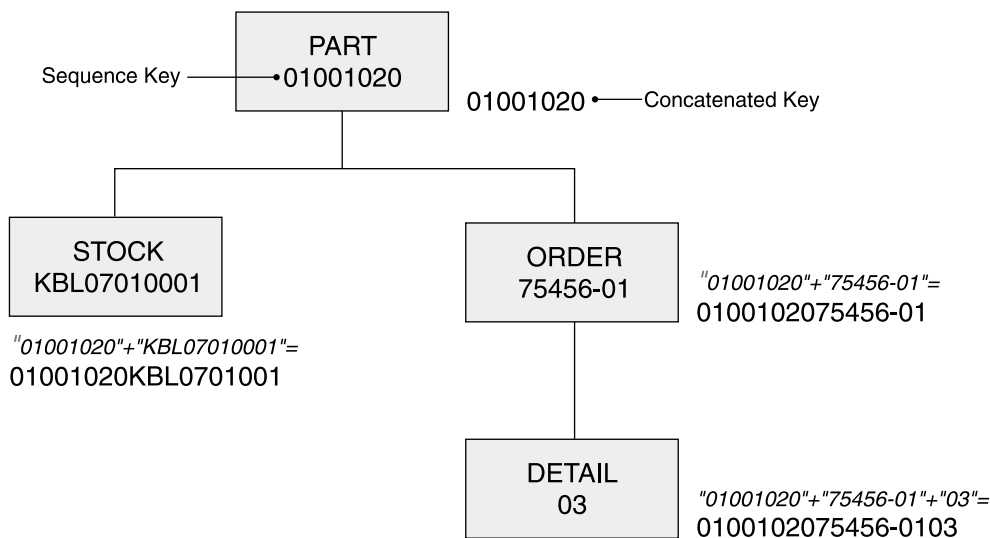 PART
Sequence Key
01001020
01001020
Concatenated Key
STOCK
KBL07010001
"01001020"+"KBL07010001"=
01001020KBL0701001
ORDER
75456-01
"01001020"+"75456-01"=
0100102075456-01
DETAIL
03
"01001020"+"75456-01"+"03"=
0100102075456-0103